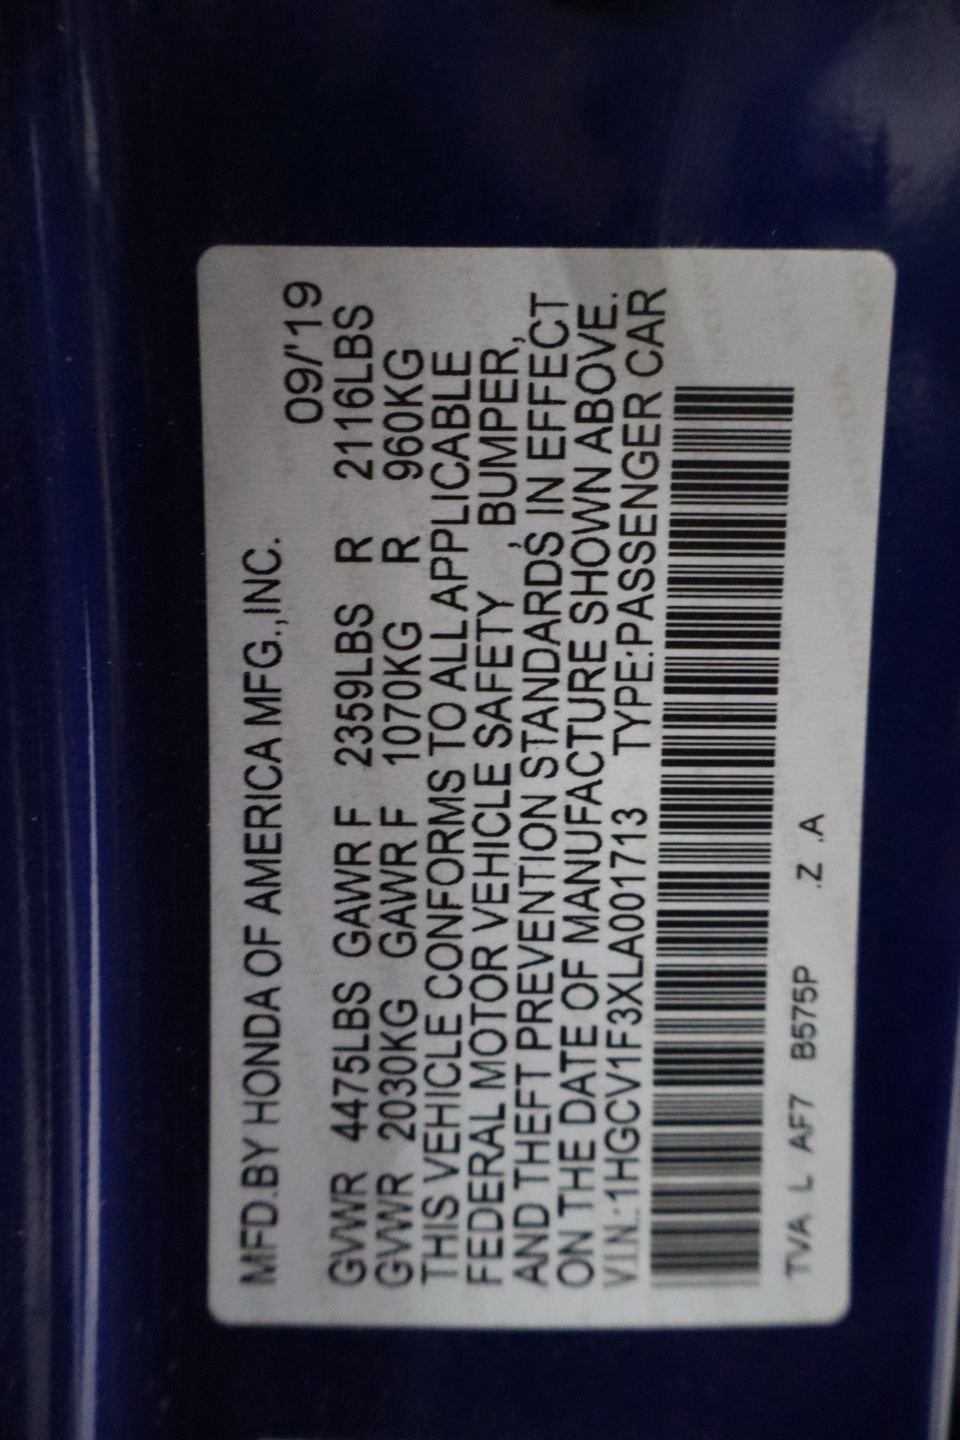 MFD.BY HONDA OF AMERICA MFG.,INC.
09/'19
GVWR 4475LBS GAWR F 2359LBS R 2116LBS
GVWR 2030KG GAWR F 1070KG R 960KG
THIS VEHICLE CONFORMS TO ALL APPLICABLE
FEDERAL MOTOR VEHICLE SAFETY , BUMPER,
AND THEFT PREVENTION STANDARDS IN EFFECT
ON THE DATE OF MANUFACTURE SHOWN ABOVE.
V.I.N.:1HGCV1F3XLA001713 TYPE:PASSENGER CAR
TVA L AF7 B575P .Z .A